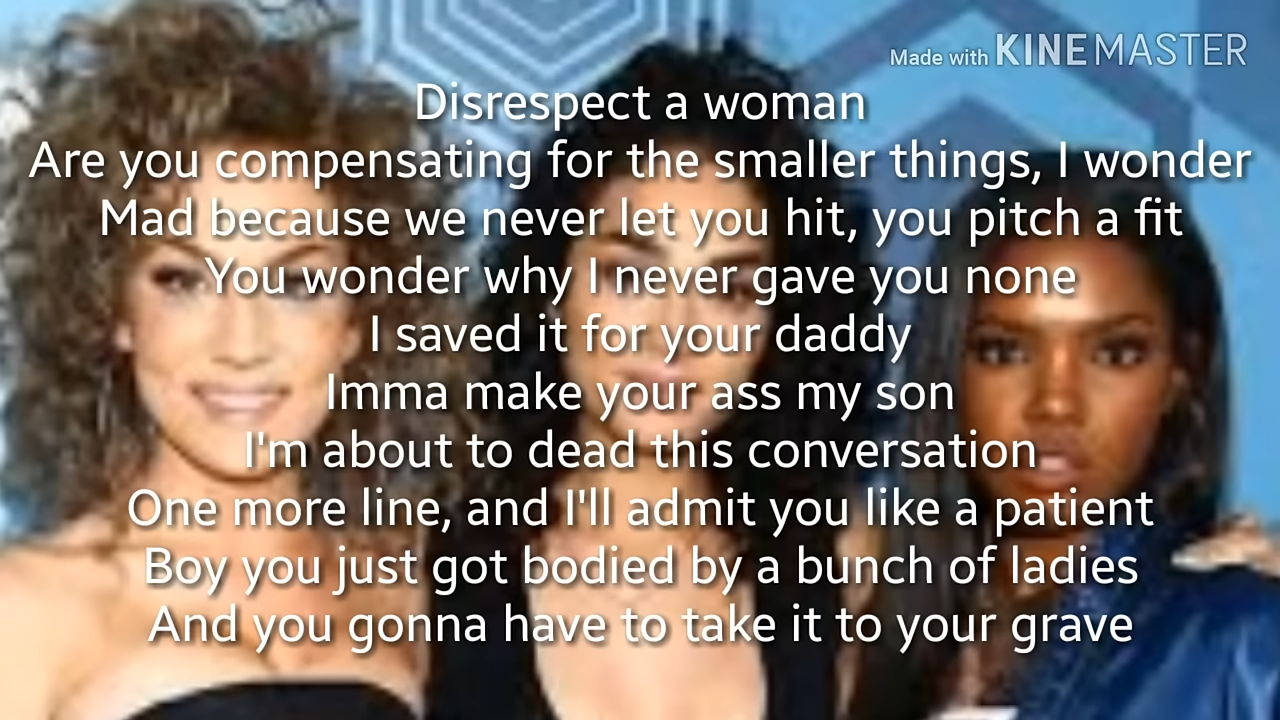 Made with KINEMASTER
Disrespect a woman
Are you compensating for the smaller things, I wonder
Mad because we never let you hit, you pitch a fit
You wonder why I never gave you none
I saved it for your daddy
Imma make your ass my son
I'm about to dead this conversation
One more line, and I'll admit you like a patient
Boy you just got bodied by a bunch of ladies
And you gonna have to take it to your grave